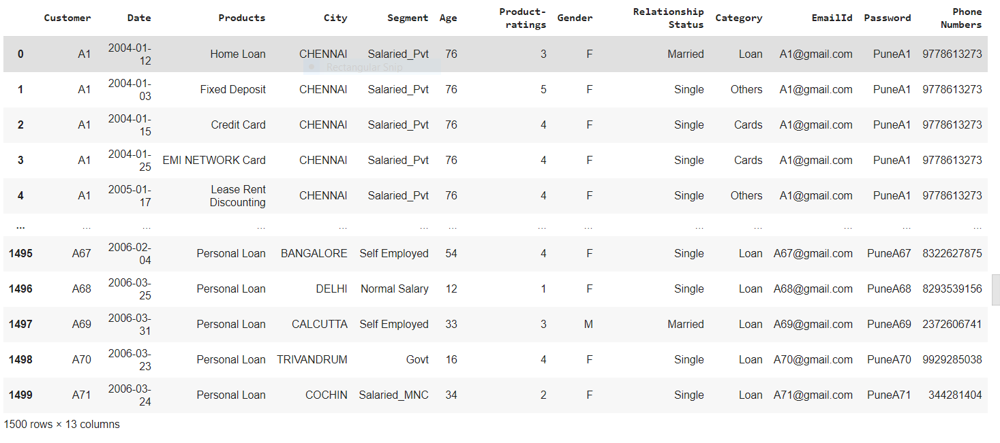 Customer Date Products City Segment Age Product-ratings Gender Relationship Status Category EmailId Password Phone Numbers
0 A1 2004-01-12 Home Loan CHENNAI Salaried_Pvt 76 3 F Married Loan A1@gmail.com PuneA1 9778613273
Rectangular Snip
1 A1 2004-01-03 Fixed Deposit CHENNAI Salaried_Pvt 76 5 F Single Others A1@gmail.com PuneA1 9778613273
2 A1 2004-01-15 Credit Card CHENNAI Salaried_Pvt 76 4 F Single Cards A1@gmail.com PuneA1 9778613273
3 A1 2004-01-25 EMI NETWORK Card CHENNAI Salaried_Pvt 76 4 F Single Cards A1@gmail.com PuneA1 9778613273
4 A1 2005-01-17 Lease Rent Discounting CHENNAI Salaried_Pvt 76 4 F Single Others A1@gmail.com PuneA1 9778613273
... ... ... ... ... ... ... ... ... ... ... ... ... ...
1495 A67 2006-02-04 Personal Loan BANGALORE Self Employed 54 4 F Single Loan A67@gmail.com PuneA67 8322627875
1496 A68 2006-03-25 Personal Loan DELHI Normal Salary 12 1 F Single Loan A68@gmail.com PuneA68 8293539156
1497 A69 2006-03-31 Personal Loan CALCUTTA Self Employed 33 3 M Married Loan A69@gmail.com PuneA69 2372606741
1498 A70 2006-03-23 Personal Loan TRIVANDRUM Govt 16 4 F Single Loan A70@gmail.com PuneA70 9929285038
1499 A71 2006-03-24 Personal Loan COCHIN Salaried_MNC 34 2 F Single Loan A71@gmail.com PuneA71 344281404
1500 rows × 13 columns